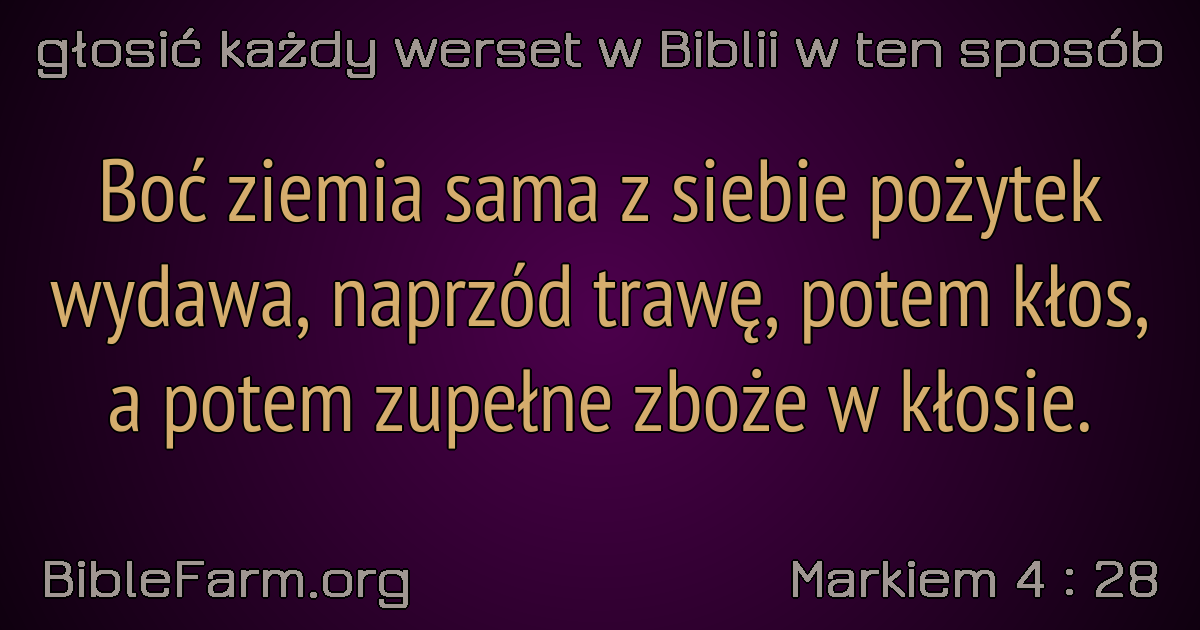 głosić każdy werset w Biblii w ten sposób
Boć ziemia sama z siebie pożytek
wydawa, naprzód trawę, potem kłos,
a potem zupełne zboże w kłosie.
BibleFarm.org
Markiem 4 : 28